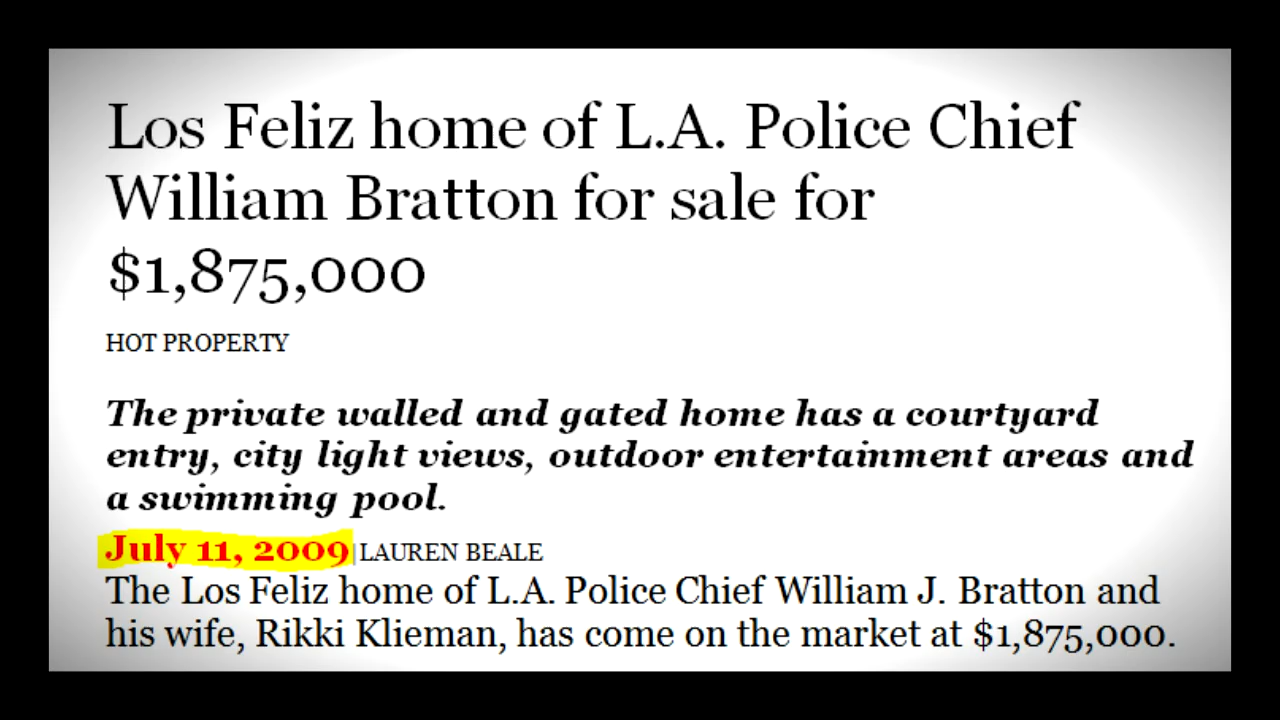 Los Feliz home of L.A. Police Chief
William Bratton for sale for
$1,875,000
HOT PROPERTY
The private walled and gated home has a courtyard
entry, city light views, outdoor entertainment areas and
a swimming pool.
July 11, 2009|LAUREN BEALE
The Los Feliz home of L.A. Police Chief William J. Bratton and
his wife, Rikki Klieman, has come on the market at $1,875,000.